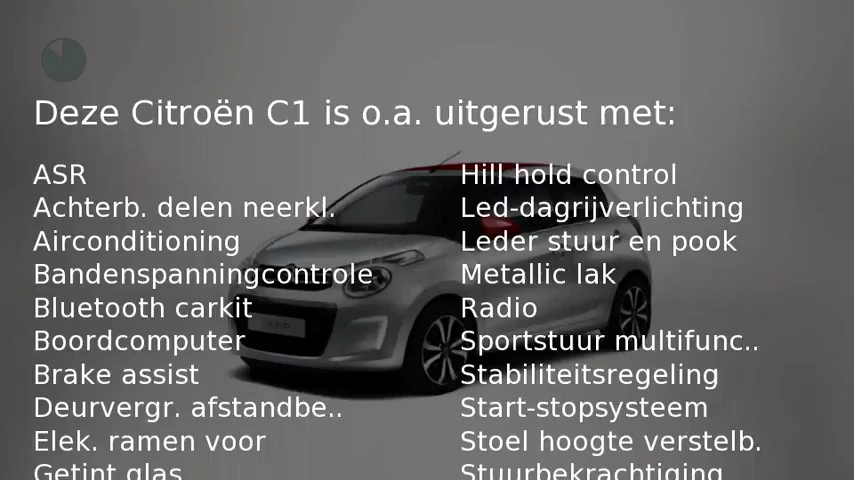 Deze Citroën C1 is o.a. uitgerust met:
ASR
Achterb. delen neerkl.
Airconditioning
Bandenspanningcontrole
Bluetooth carkit
Boordcomputer
Brake assist
Deurvergr. afstandbe..
Elek. ramen voor
Getint glas
Hill hold control
Led-dagrijverlichting
Leder stuur en pook
Metallic lak
Radio
Sportstuur multifunc..
Stabiliteitsregeling
Start-stopsysteem
Stoel hoogte verstelb.
Stuurbekrachtiging